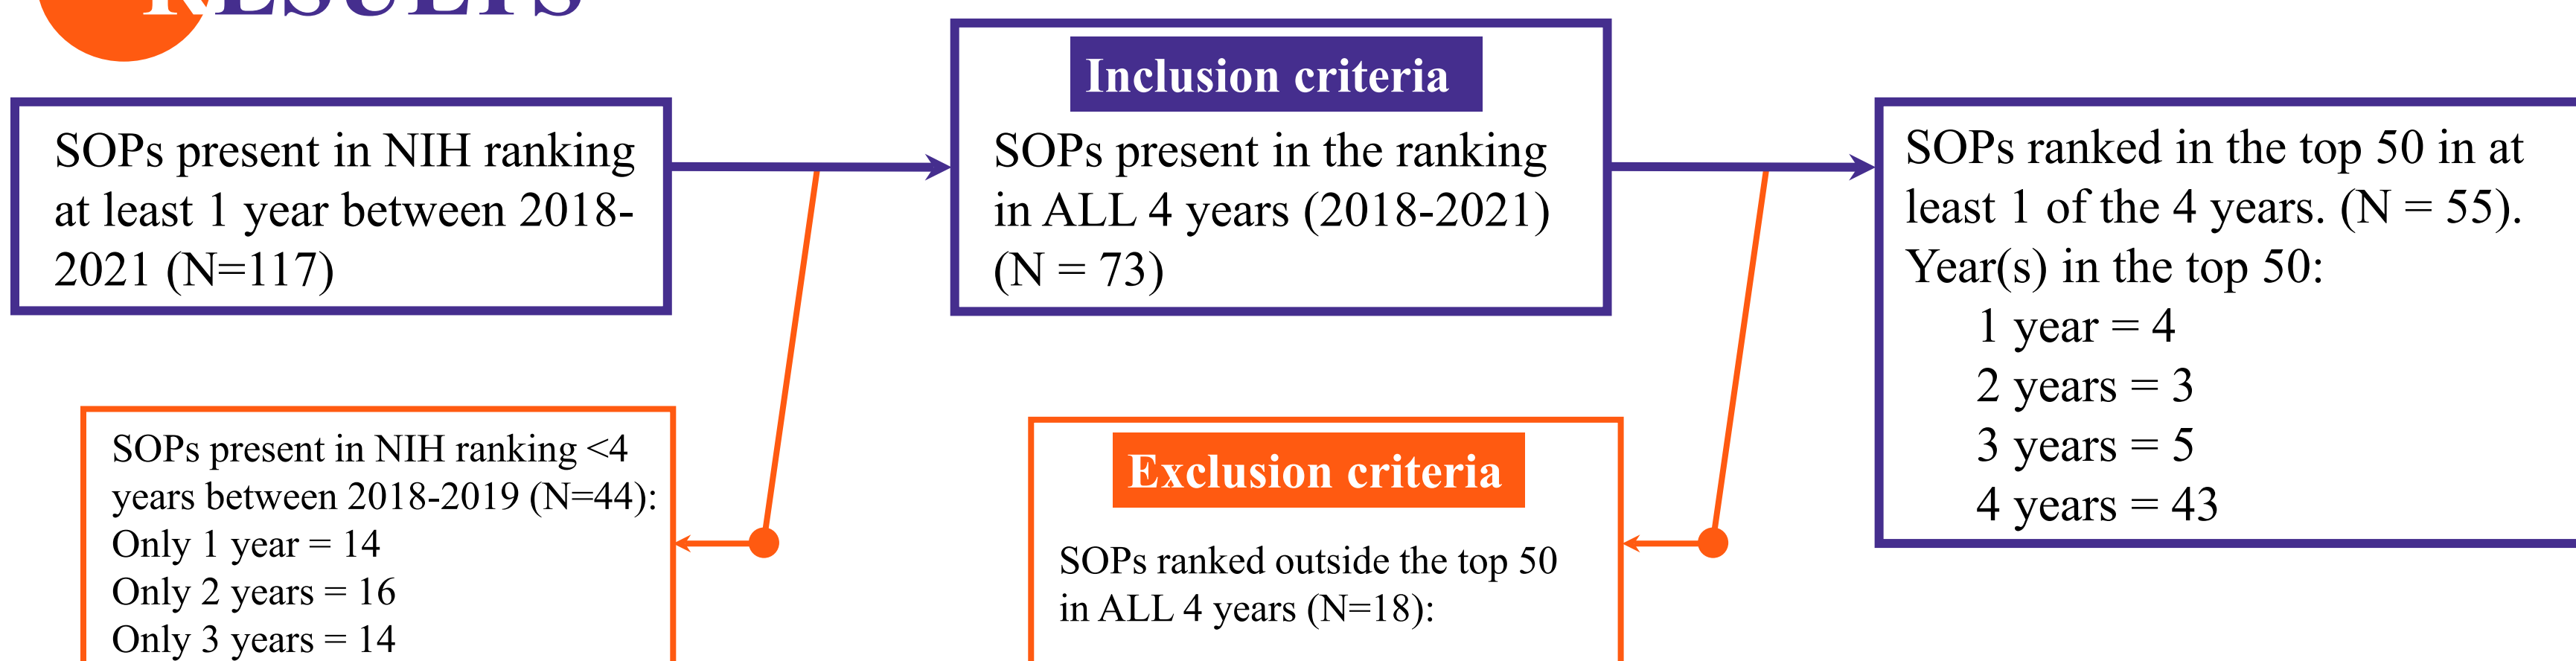 RESULTS
SOPs present in NIH ranking
at least 1 year between 2018-
2021 (N=117)
Inclusion criteria
SOPs present in the ranking
in ALL 4 years (2018-2021)
(N = 73)
SOPs ranked in the top 50 in at
least 1 of the 4 years. (N = 55).
Year(s) in the top 50:
1 year = 4
2 years = 3
3 years = 5
4 years = 43
SOPs present in NIH ranking <4
years between 2018-2019 (N=44):
Only 1 year = 14
Only 2 years = 16
Only 3 years = 14
Exclusion criteria
SOPs ranked outside the top 50
in ALL 4 years (N=18):